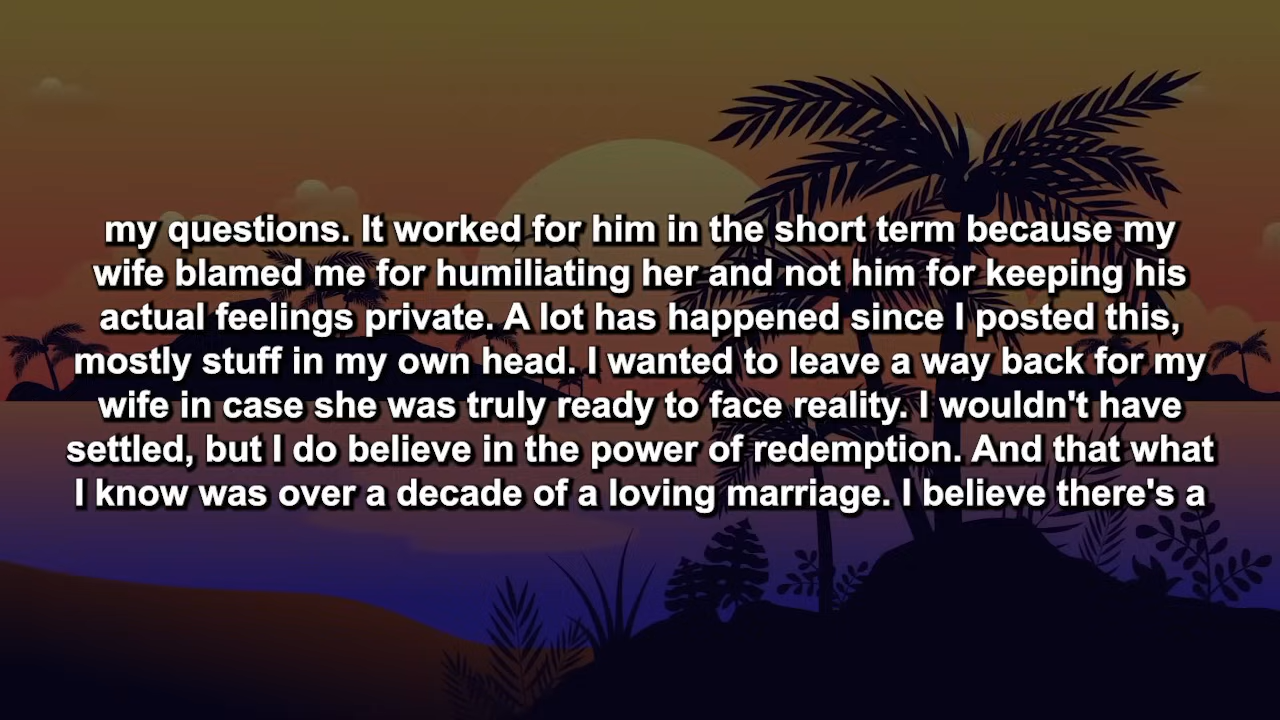 my questions. It worked for him in the short term because my
wife blamed me for humiliating her and not him for keeping his
actual feelings private. A lot has happened since I posted this,
mostly stuff in my own head. I wanted to leave a way back for my
wife in case she was truly ready to face reality. I wouldn't have
settled, but I do believe in the power of redemption. And that what
I know was over a decade of a loving marriage. I believe there's a